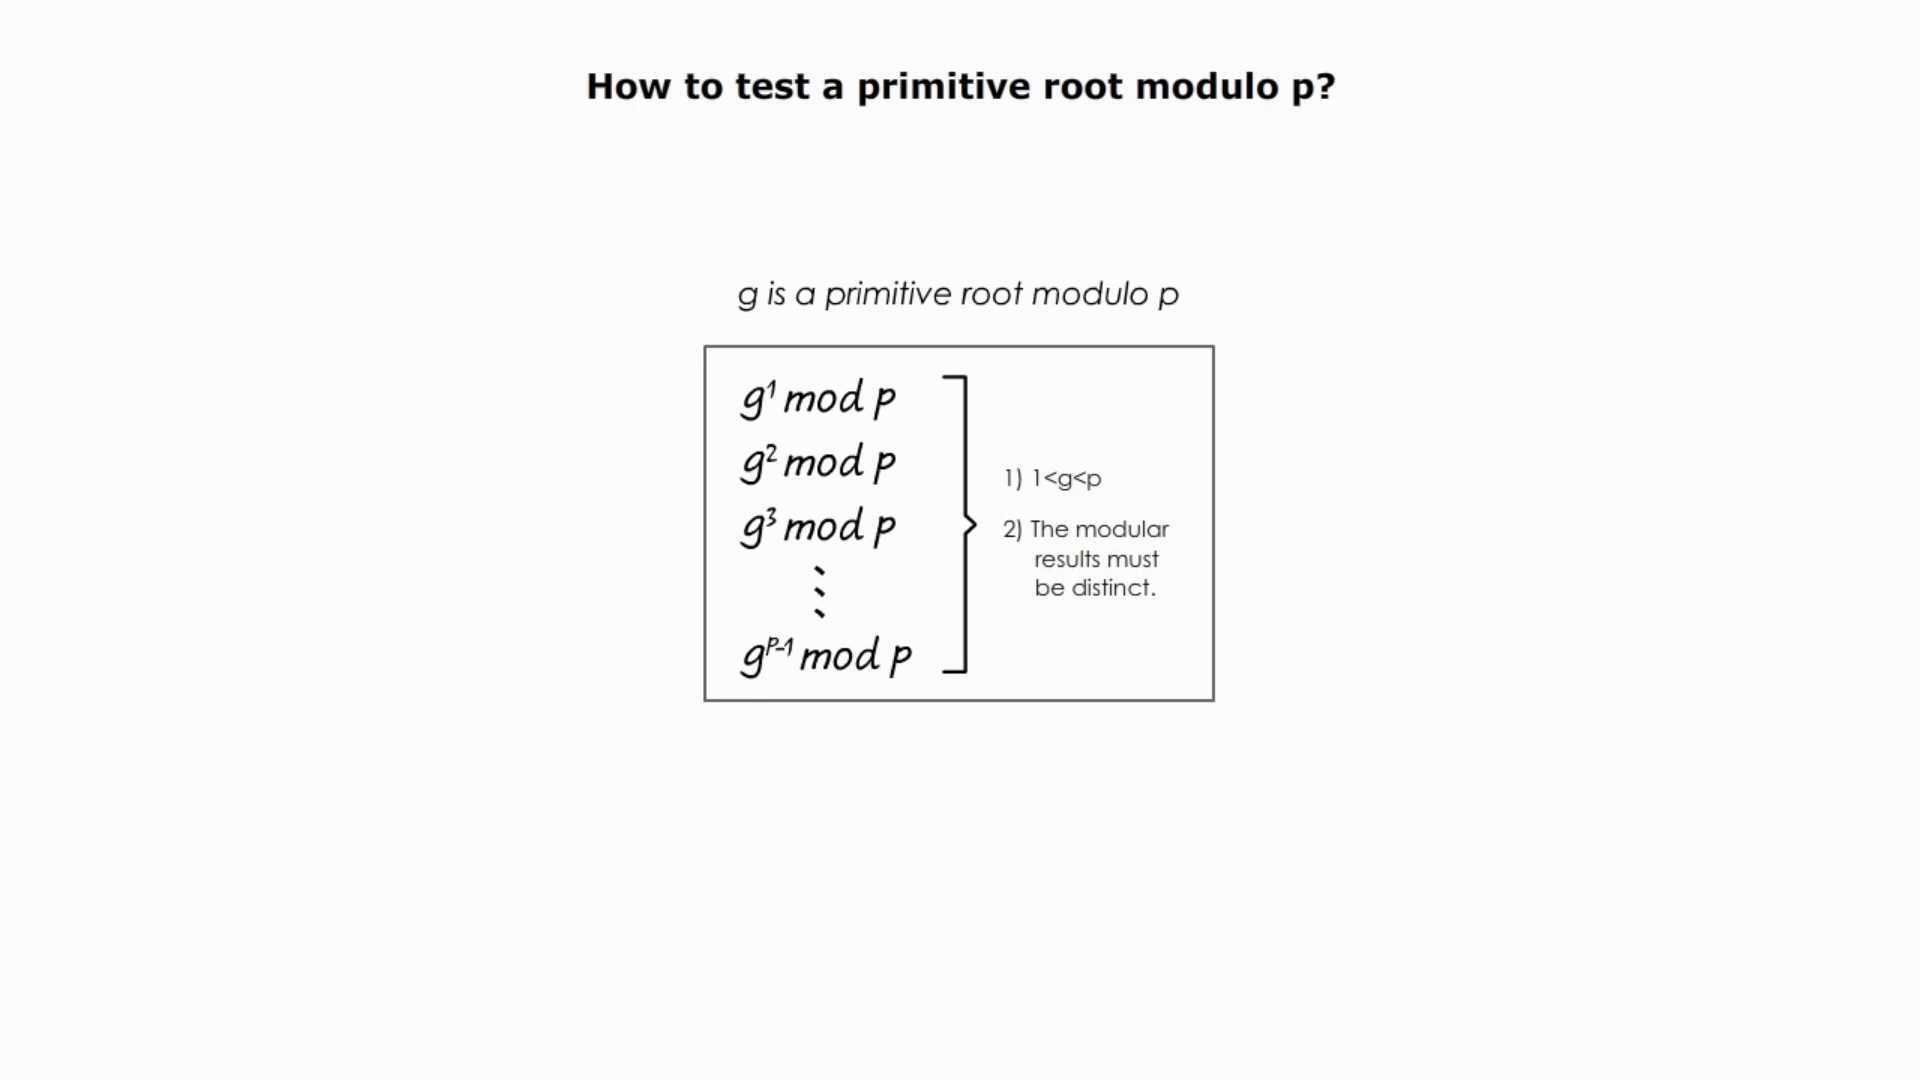 How to test a primitive root modulo p?
g is a primitive root modulo p
g¹ mod p
g² mod p
g³ mod p
⋮
gᵖ⁻¹ mod p
1) 1<g<p
2) The modular
results must
be distinct.